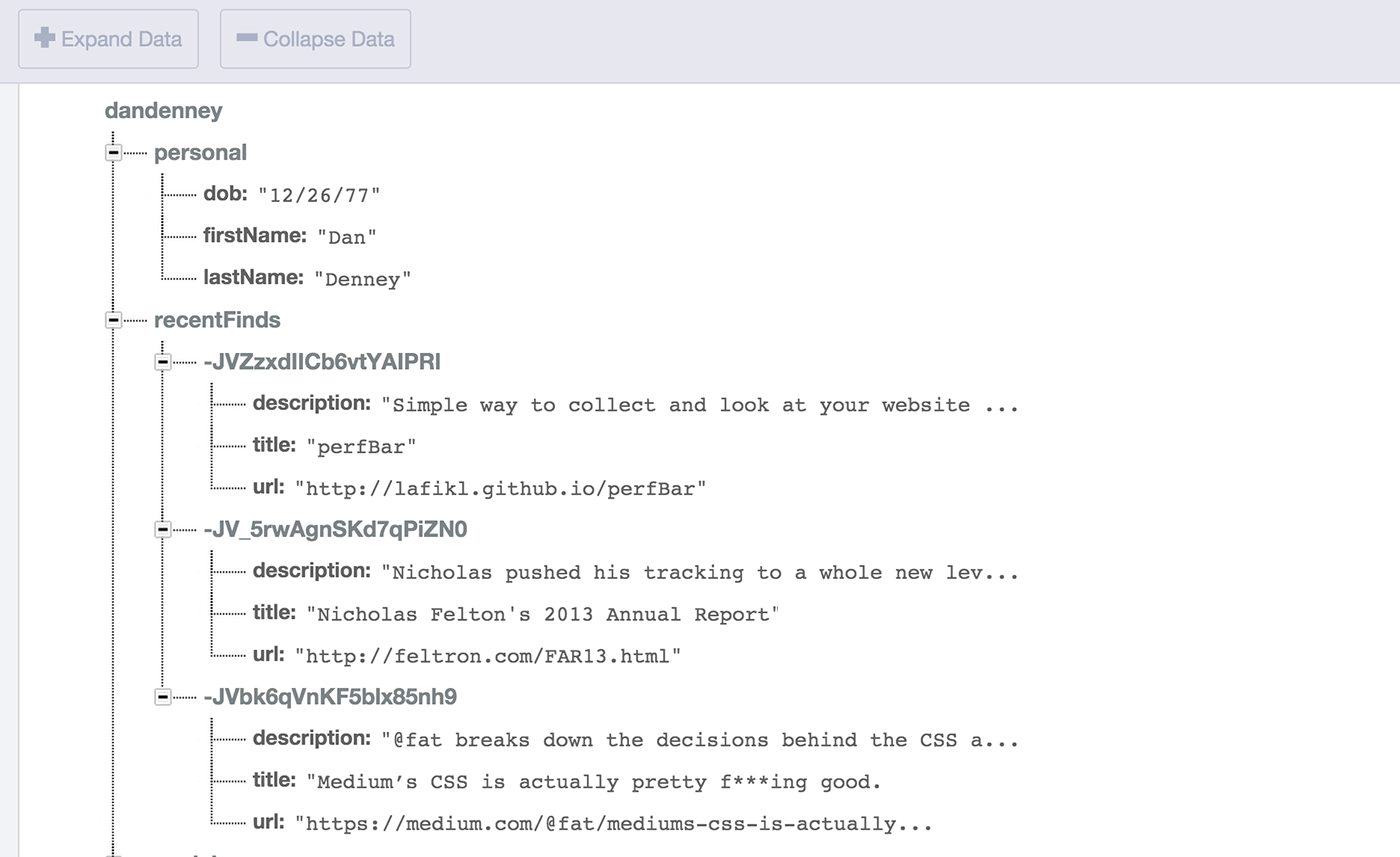 Expand Data Collapse Data
dandenney
personal
dob: "12/26/77"
firstName: "Dan"
lastName: "Denney"
recentFinds
-JVZzxdIICb6vtYAIPRI
description: "Simple way to collect and look at your website ...
title: "perfBar"
url: "http://lafikl.github.io/perfBar"
-JV_5rwAgnSKd7qPiZN0
description: "Nicholas pushed his tracking to a whole new lev...
title: "Nicholas Felton's 2013 Annual Report"
url: "http://feltron.com/FAR13.html"
-JVbk6qVnKF5bIx85nh9
description: "@fat breaks down the decisions behind the CSS a...
title: "Medium’s CSS is actually pretty f***ing good.
url: "https://medium.com/@fat/mediums-css-is-actually...